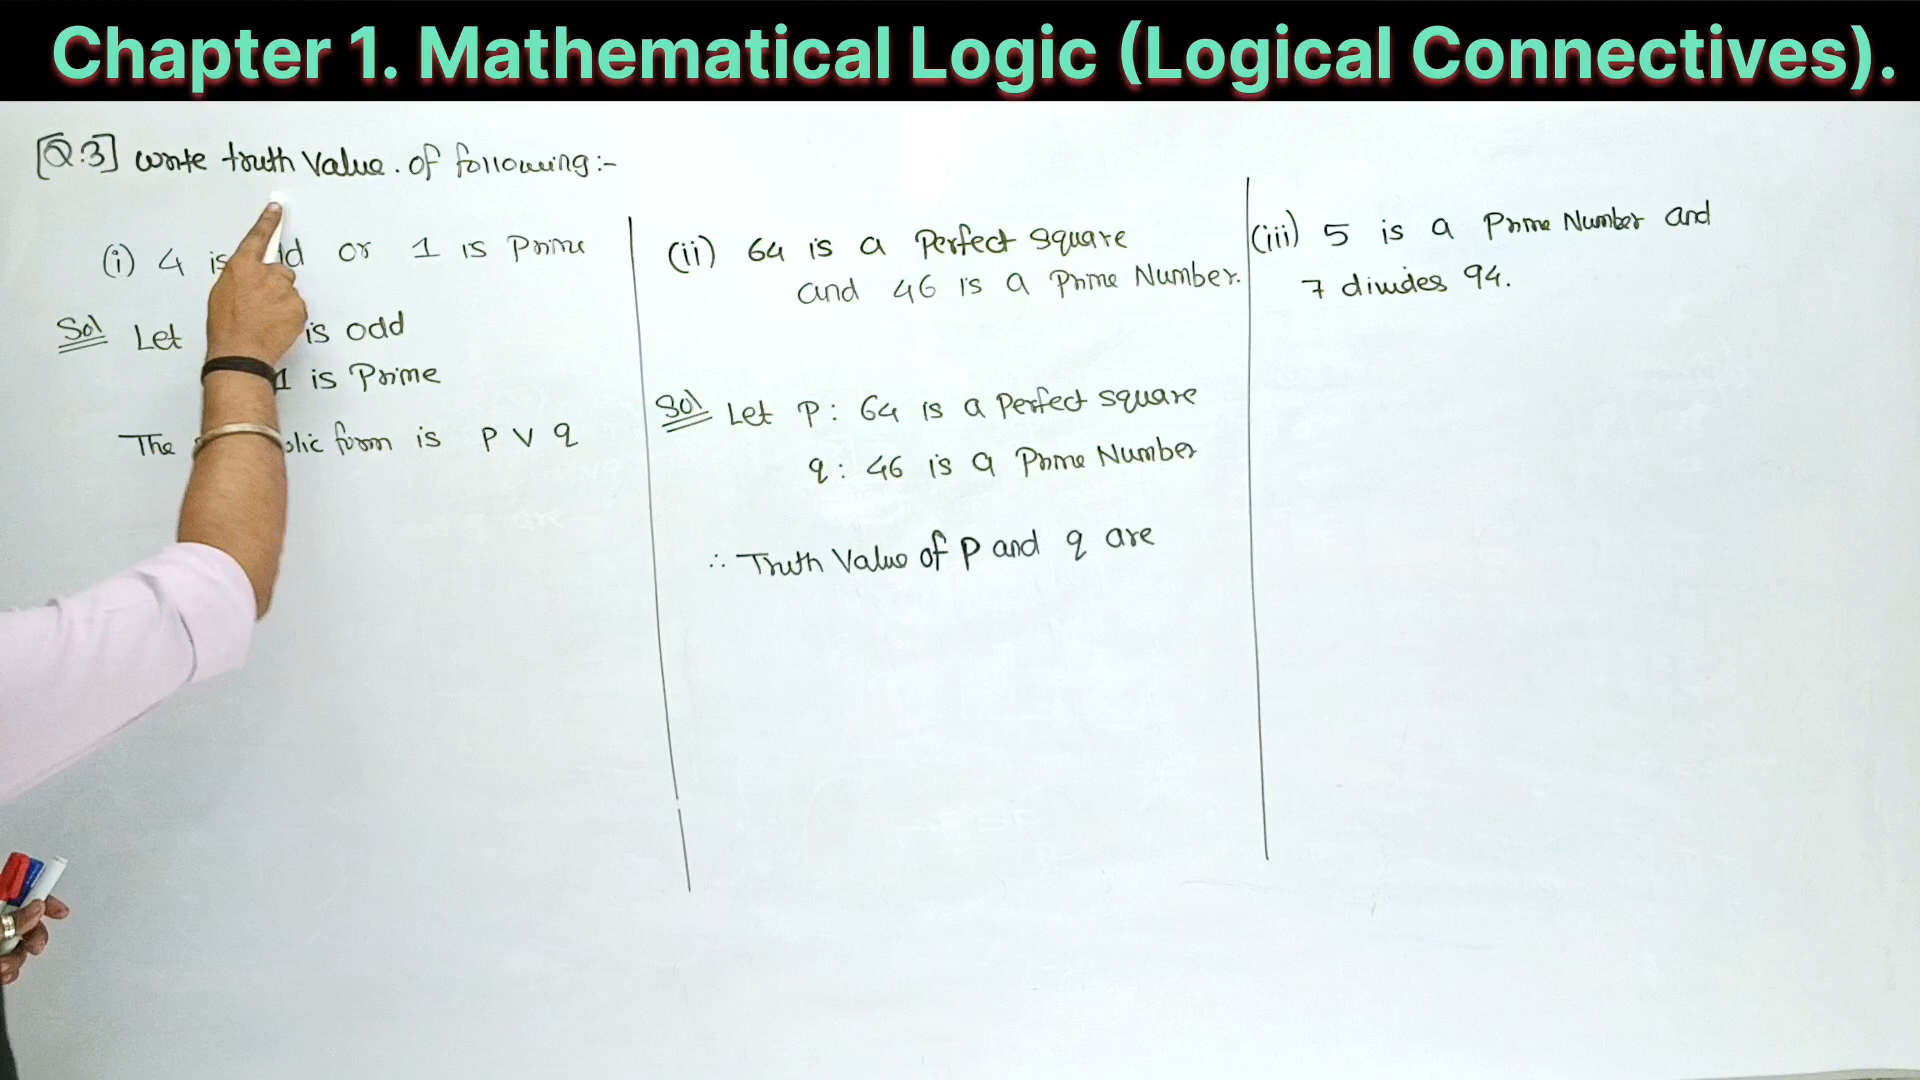 Chapter 1. Mathematical Logic (Logical Connectives).
[Q.3] write truth value. of following:-
(i) 4 is or 1 is Prime
Sol Let is odd
1 is Prime
The form is P ∨ q
(ii) 64 is a Perfect square
and 46 is a Prime Number.
Sol Let P: 64 is a Perfect square
q: 46 is a Prime Number
∴ Truth Value of P and q are
(iii) 5 is a Prime Number and
7 divides 94.